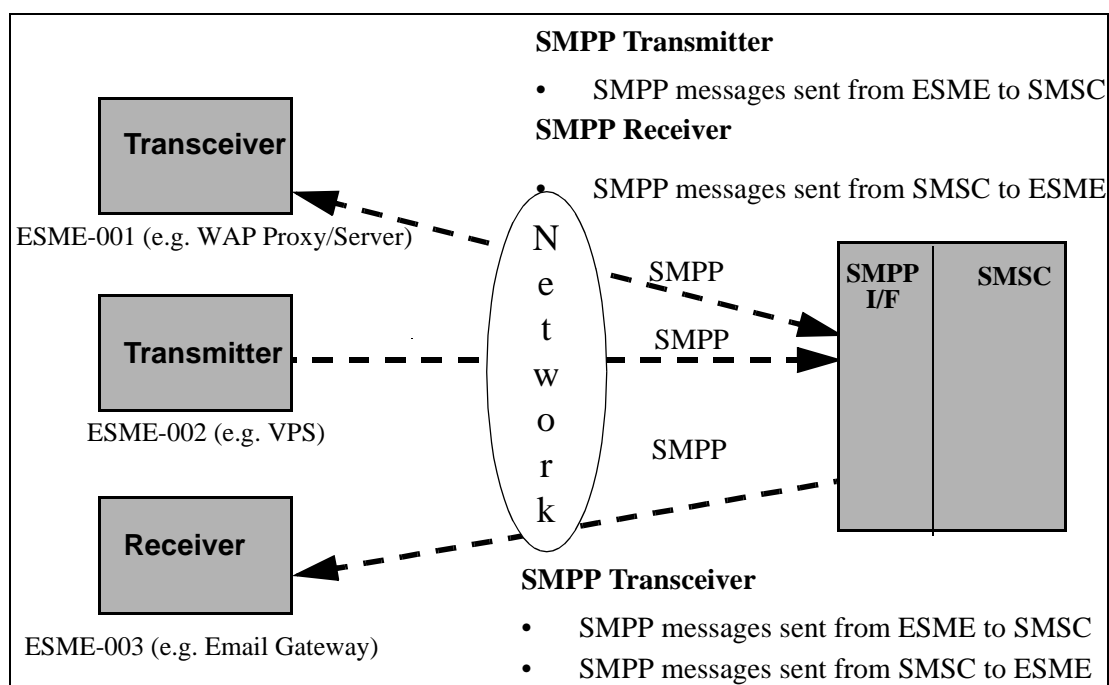 SMPP Transmitter
• SMPP messages sent from ESME to SMSC
SMPP Receiver
• SMPP messages sent from SMSC to ESME
Transceiver
ESME-001 (e.g. WAP Proxy/Server)
Transmitter
ESME-002 (e.g. VPS)
Receiver
ESME-003 (e.g. Email Gateway)
N
e
t
w
o
r
k
SMPP
SMPP
SMPP
SMPP
I/F
SMSC
SMPP Transceiver
• SMPP messages sent from ESME to SMSC
• SMPP messages sent from SMSC to ESME